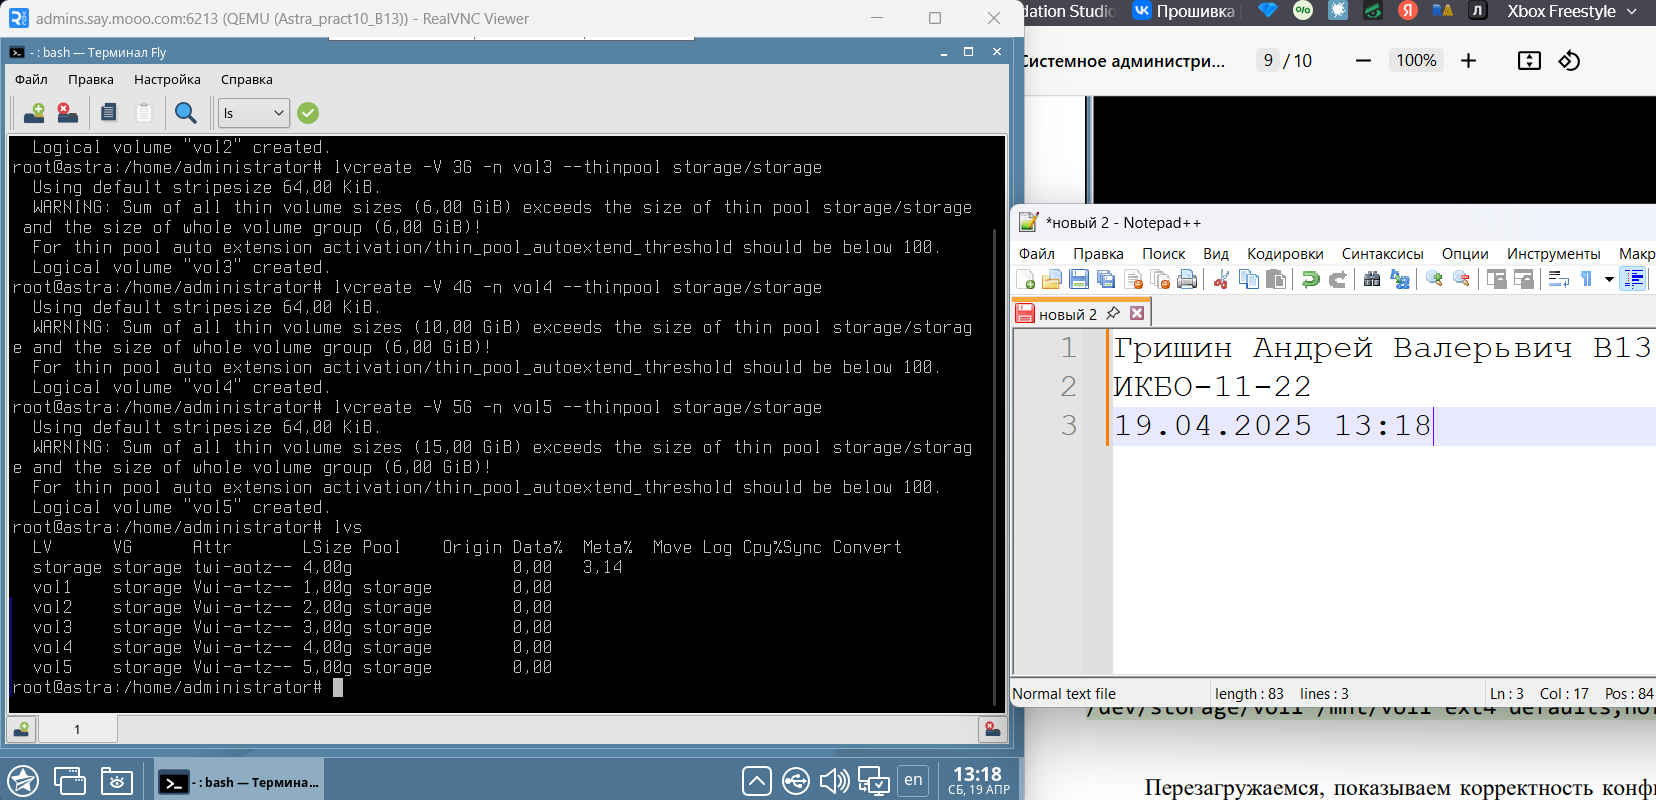 admins.say.mooo.com:6213 (QEMU (Astra_pract10_B13)) - RealVNC Viewer
- : bash — Терминал Fly
Файл Правка Настройка Справка
ls
Logical volume "vol2" created.
root@astra:/home/administrator# lvcreate -V 3G -n vol3 --thinpool storage/storage
Using default stripesize 64,00 KiB.
WARNING: Sum of all thin volume sizes (6,00 GiB) exceeds the size of thin pool storage/storage
and the size of whole volume group (6,00 GiB)!
For thin pool auto extension activation/thin_pool_autoextend_threshold should be below 100.
Logical volume "vol3" created.
root@astra:/home/administrator# lvcreate -V 4G -n vol4 --thinpool storage/storage
Using default stripesize 64,00 KiB.
WARNING: Sum of all thin volume sizes (10,00 GiB) exceeds the size of thin pool storage/storag
e and the size of whole volume group (6,00 GiB)!
For thin pool auto extension activation/thin_pool_autoextend_threshold should be below 100.
Logical volume "vol4" created.
root@astra:/home/administrator# lvcreate -V 5G -n vol5 --thinpool storage/storage
Using default stripesize 64,00 KiB.
WARNING: Sum of all thin volume sizes (15,00 GiB) exceeds the size of thin pool storage/storag
e and the size of whole volume group (6,00 GiB)!
For thin pool auto extension activation/thin_pool_autoextend_threshold should be below 100.
Logical volume "vol5" created.
root@astra:/home/administrator# lvs
LV VG Attr LSize Pool Origin Data% Meta% Move Log Cpy%Sync Convert
storage storage twi-aotz-- 4,00g 0,00 3,14
vol1 storage Vwi-a-tz-- 1,00g storage 0,00
vol2 storage Vwi-a-tz-- 2,00g storage 0,00
vol3 storage Vwi-a-tz-- 3,00g storage 0,00
vol4 storage Vwi-a-tz-- 4,00g storage 0,00
vol5 storage Vwi-a-tz-- 5,00g storage 0,00
root@astra:/home/administrator#
1
- : bash — Термина...
en
13:18
СБ, 19 АПР
dation Studio Прошивка Xbox Freestyle
Системное администри... 9 / 10 100%
*новый 2 - Notepad++
Файл Правка Поиск Вид Кодировки Синтаксисы Опции Инструменты Макр
новый 2
1 Гришин Андрей Валерьвич В13
2 ИКБО-11-22
3 19.04.2025 13:18
Normal text file length : 83 lines : 3 Ln : 3 Col : 17 Pos : 84
/dev/storage/vol1 /mnt/vol1 ext4 defaults,nof
Перезагружаемся, показываем корректность конфи